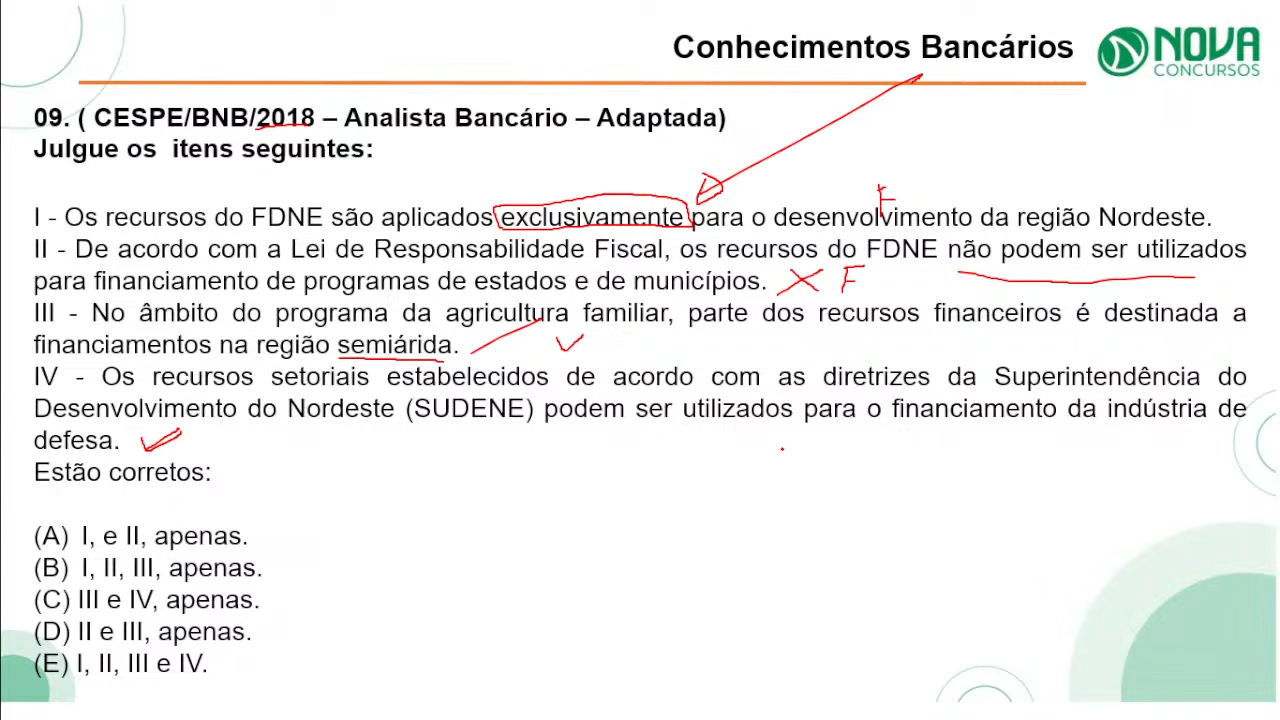 Conhecimentos Bancários
NOVA
CONCURSOS
09. ( CESPE/BNB/2018 – Analista Bancário – Adaptada)
Julgue os itens seguintes:
F
I - Os recursos do FDNE são aplicados exclusivamente para o desenvolvimento da região Nordeste.
II - De acordo com a Lei de Responsabilidade Fiscal, os recursos do FDNE não podem ser utilizados
para financiamento de programas de estados e de municípios. X F
III - No âmbito do programa da agricultura familiar, parte dos recursos financeiros é destinada a
financiamentos na região semiárida.
IV - Os recursos setoriais estabelecidos de acordo com as diretrizes da Superintendência do
Desenvolvimento do Nordeste (SUDENE) podem ser utilizados para o financiamento da indústria de
defesa.
Estão corretos:
(A) I, e II, apenas.
(B) I, II, III, apenas.
(C) III e IV, apenas.
(D) II e III, apenas.
(E) I, II, III e IV.